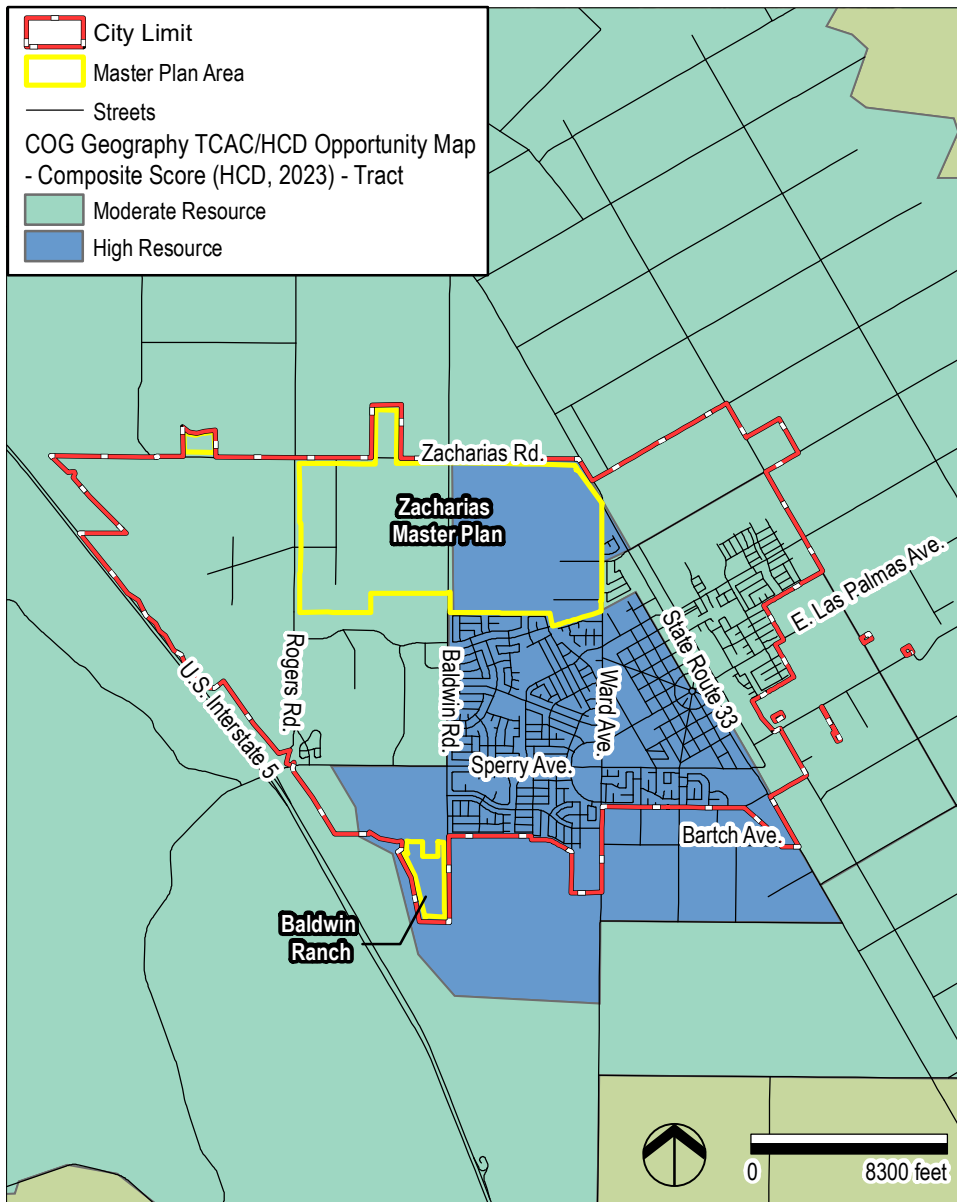 City Limit
Master Plan Area
Streets
COG Geography TCAC/HCD Opportunity Map
- Composite Score (HCD, 2023) - Tract
Moderate Resource
High Resource
Zacharias Rd.
Zacharias
Master Plan
E. Las Palmas Ave.
State Route 33
Rogers Rd.
Baldwin Rd.
Ward Ave.
U.S. Interstate 5
Sperry Ave.
Bartch Ave.
Baldwin
Ranch
0
8300 feet